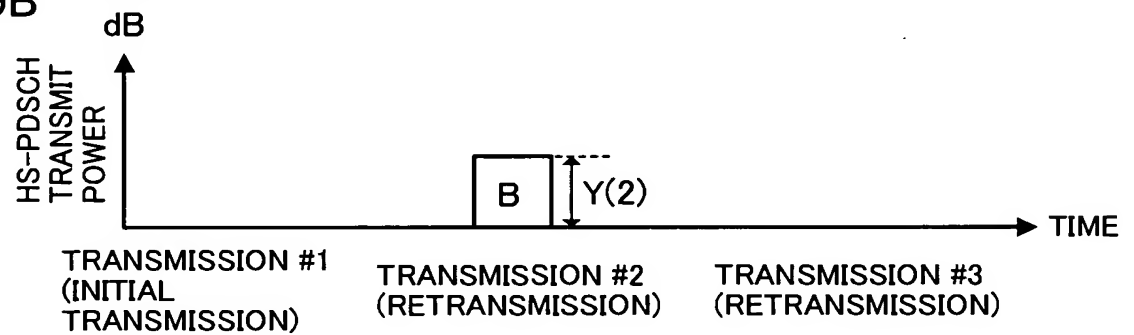 dB
HS-PDSCH
TRANSMIT
POWER
B
Y(2)
TIME
TRANSMISSION #1
(INITIAL
TRANSMISSION)
TRANSMISSION #2
(RETRANSMISSION)
TRANSMISSION #3
(RETRANSMISSION)